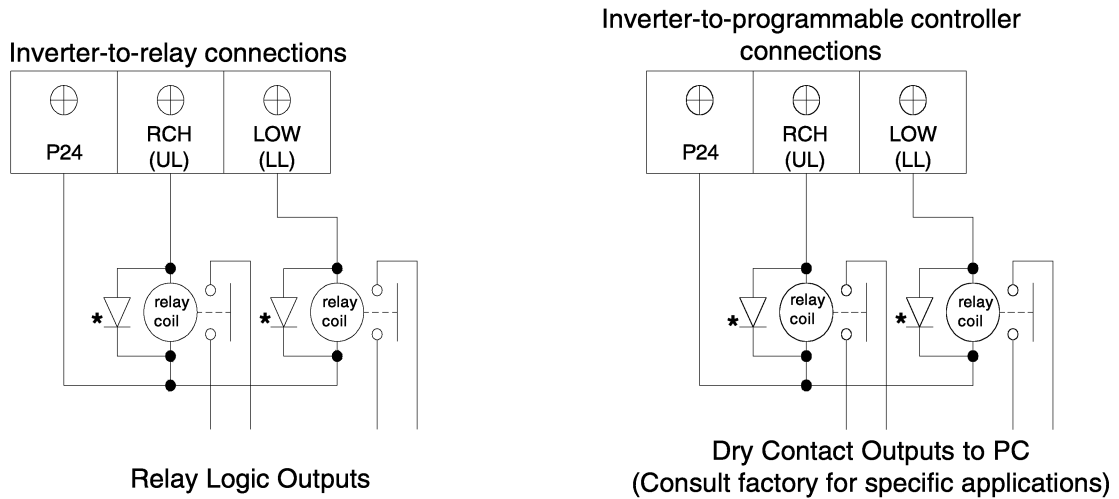 Inverter-to-relay connections
P24
RCH
(UL)
LOW
(LL)
relay
coil
*
relay
coil
*
Relay Logic Outputs
Inverter-to-programmable controller
connections
P24
RCH
(UL)
LOW
(LL)
relay
coil
*
relay
coil
*
Dry Contact Outputs to PC
(Consult factory for specific applications)